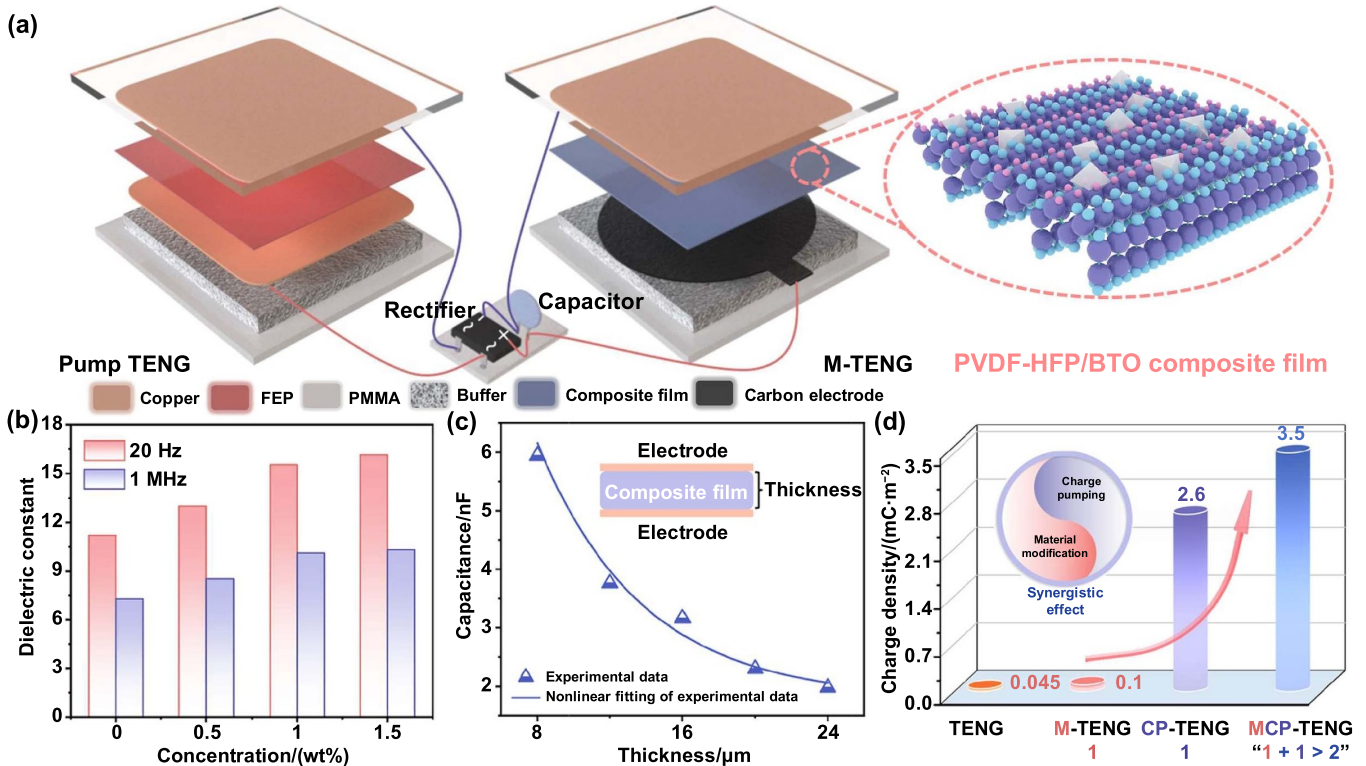 (a)
Rectifier
Capacitor
~
~
-
+
Pump TENG
M-TENG
PVDF-HFP/BTO composite film
Copper
FEP
PMMA
Buffer
Composite film
Carbon electrode
(b)
18
15
12
9
6
3
0
Dielectric constant
20 Hz
1 MHz
0
0.5
1
1.5
Concentration/(wt%)
(c)
6
5
4
3
2
Capacitance/nF
Electrode
Composite film
Thickness
Electrode
Experimental data
Nonlinear fitting of experimental data
8
12
16
20
24
Thickness/μm
(d)
3.5
2.8
2.1
1.4
0.7
0.0
Charge density/(mC·m⁻²)
Charge
pumping
Material
modification
Synergistic
effect
0.045
0.1
2.6
3.5
TENG
M-TENG
1
CP-TENG
1
MCP-TENG
“1 + 1 > 2”